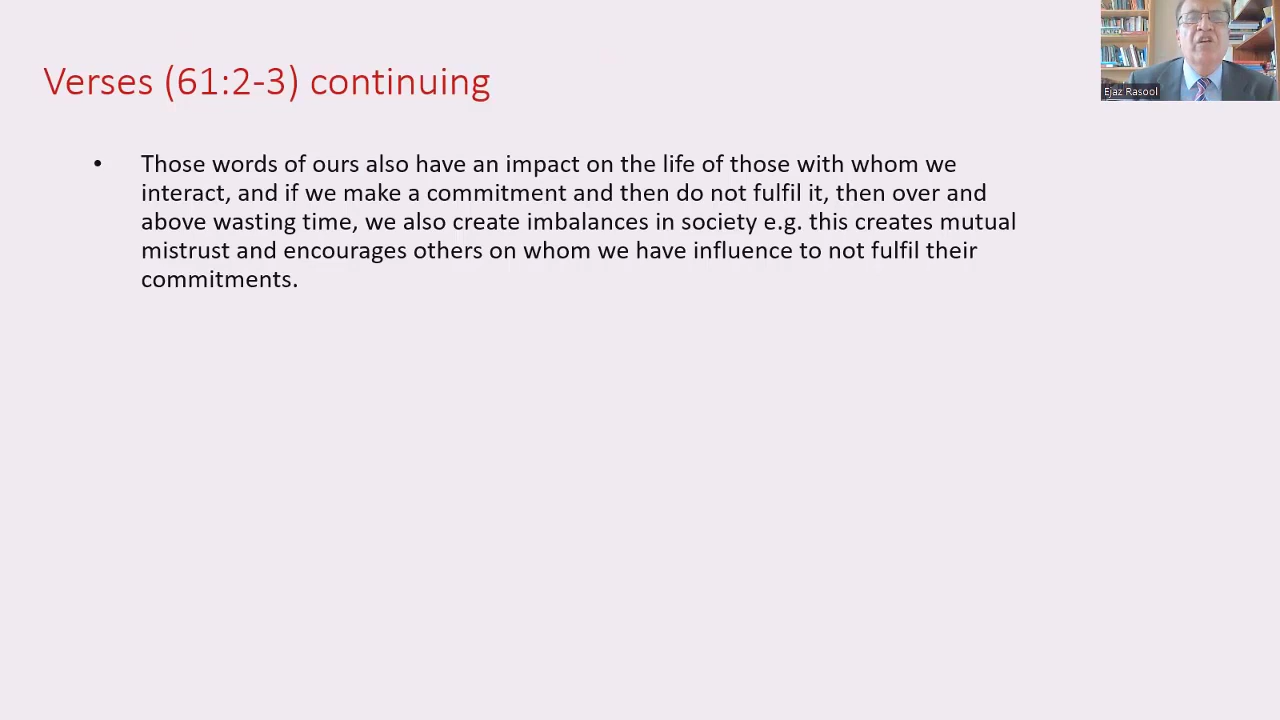 Verses (61:2-3) continuing
Ejaz Rasool
• Those words of ours also have an impact on the life of those with whom we
interact, and if we make a commitment and then do not fulfil it, then over and
above wasting time, we also create imbalances in society e.g. this creates mutual
mistrust and encourages others on whom we have influence to not fulfil their
commitments.